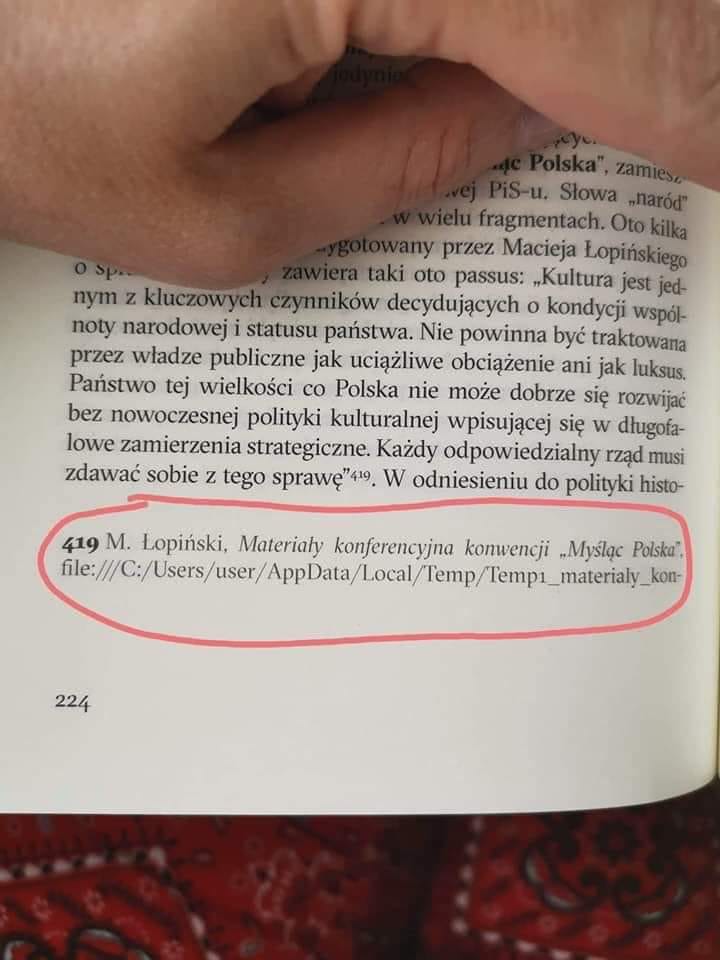 jedynie
Polska", zamiesz-
PiS-u. Słowa „naród"
w wielu fragmentach. Oto kilka
przez Macieja Łopińskiego
o zawiera taki oto passus: „Kultura jest jed-
nym z kluczowych czynników decydujących o kondycji wspól-
noty narodowej i statusu państwa. Nie powinna być traktowana
przez władze publiczne jak uciążliwe obciążenie ani jak luksus.
Państwo tej wielkości co Polska nie może dobrze się rozwijać
bez nowoczesnej polityki kulturalnej wpisującej się w długofa-
lowe zamierzenia strategiczne. Każdy odpowiedzialny rząd musi
zdawać sobie z tego sprawę"⁴¹⁹. W odniesieniu do polityki histo-
419 M. Łopiński, Materiały konferencyjna konwencji „Myśląc Polska",
file:///C:/Users/user/AppData/Local/Temp/Temp1_materialy_kon-
224